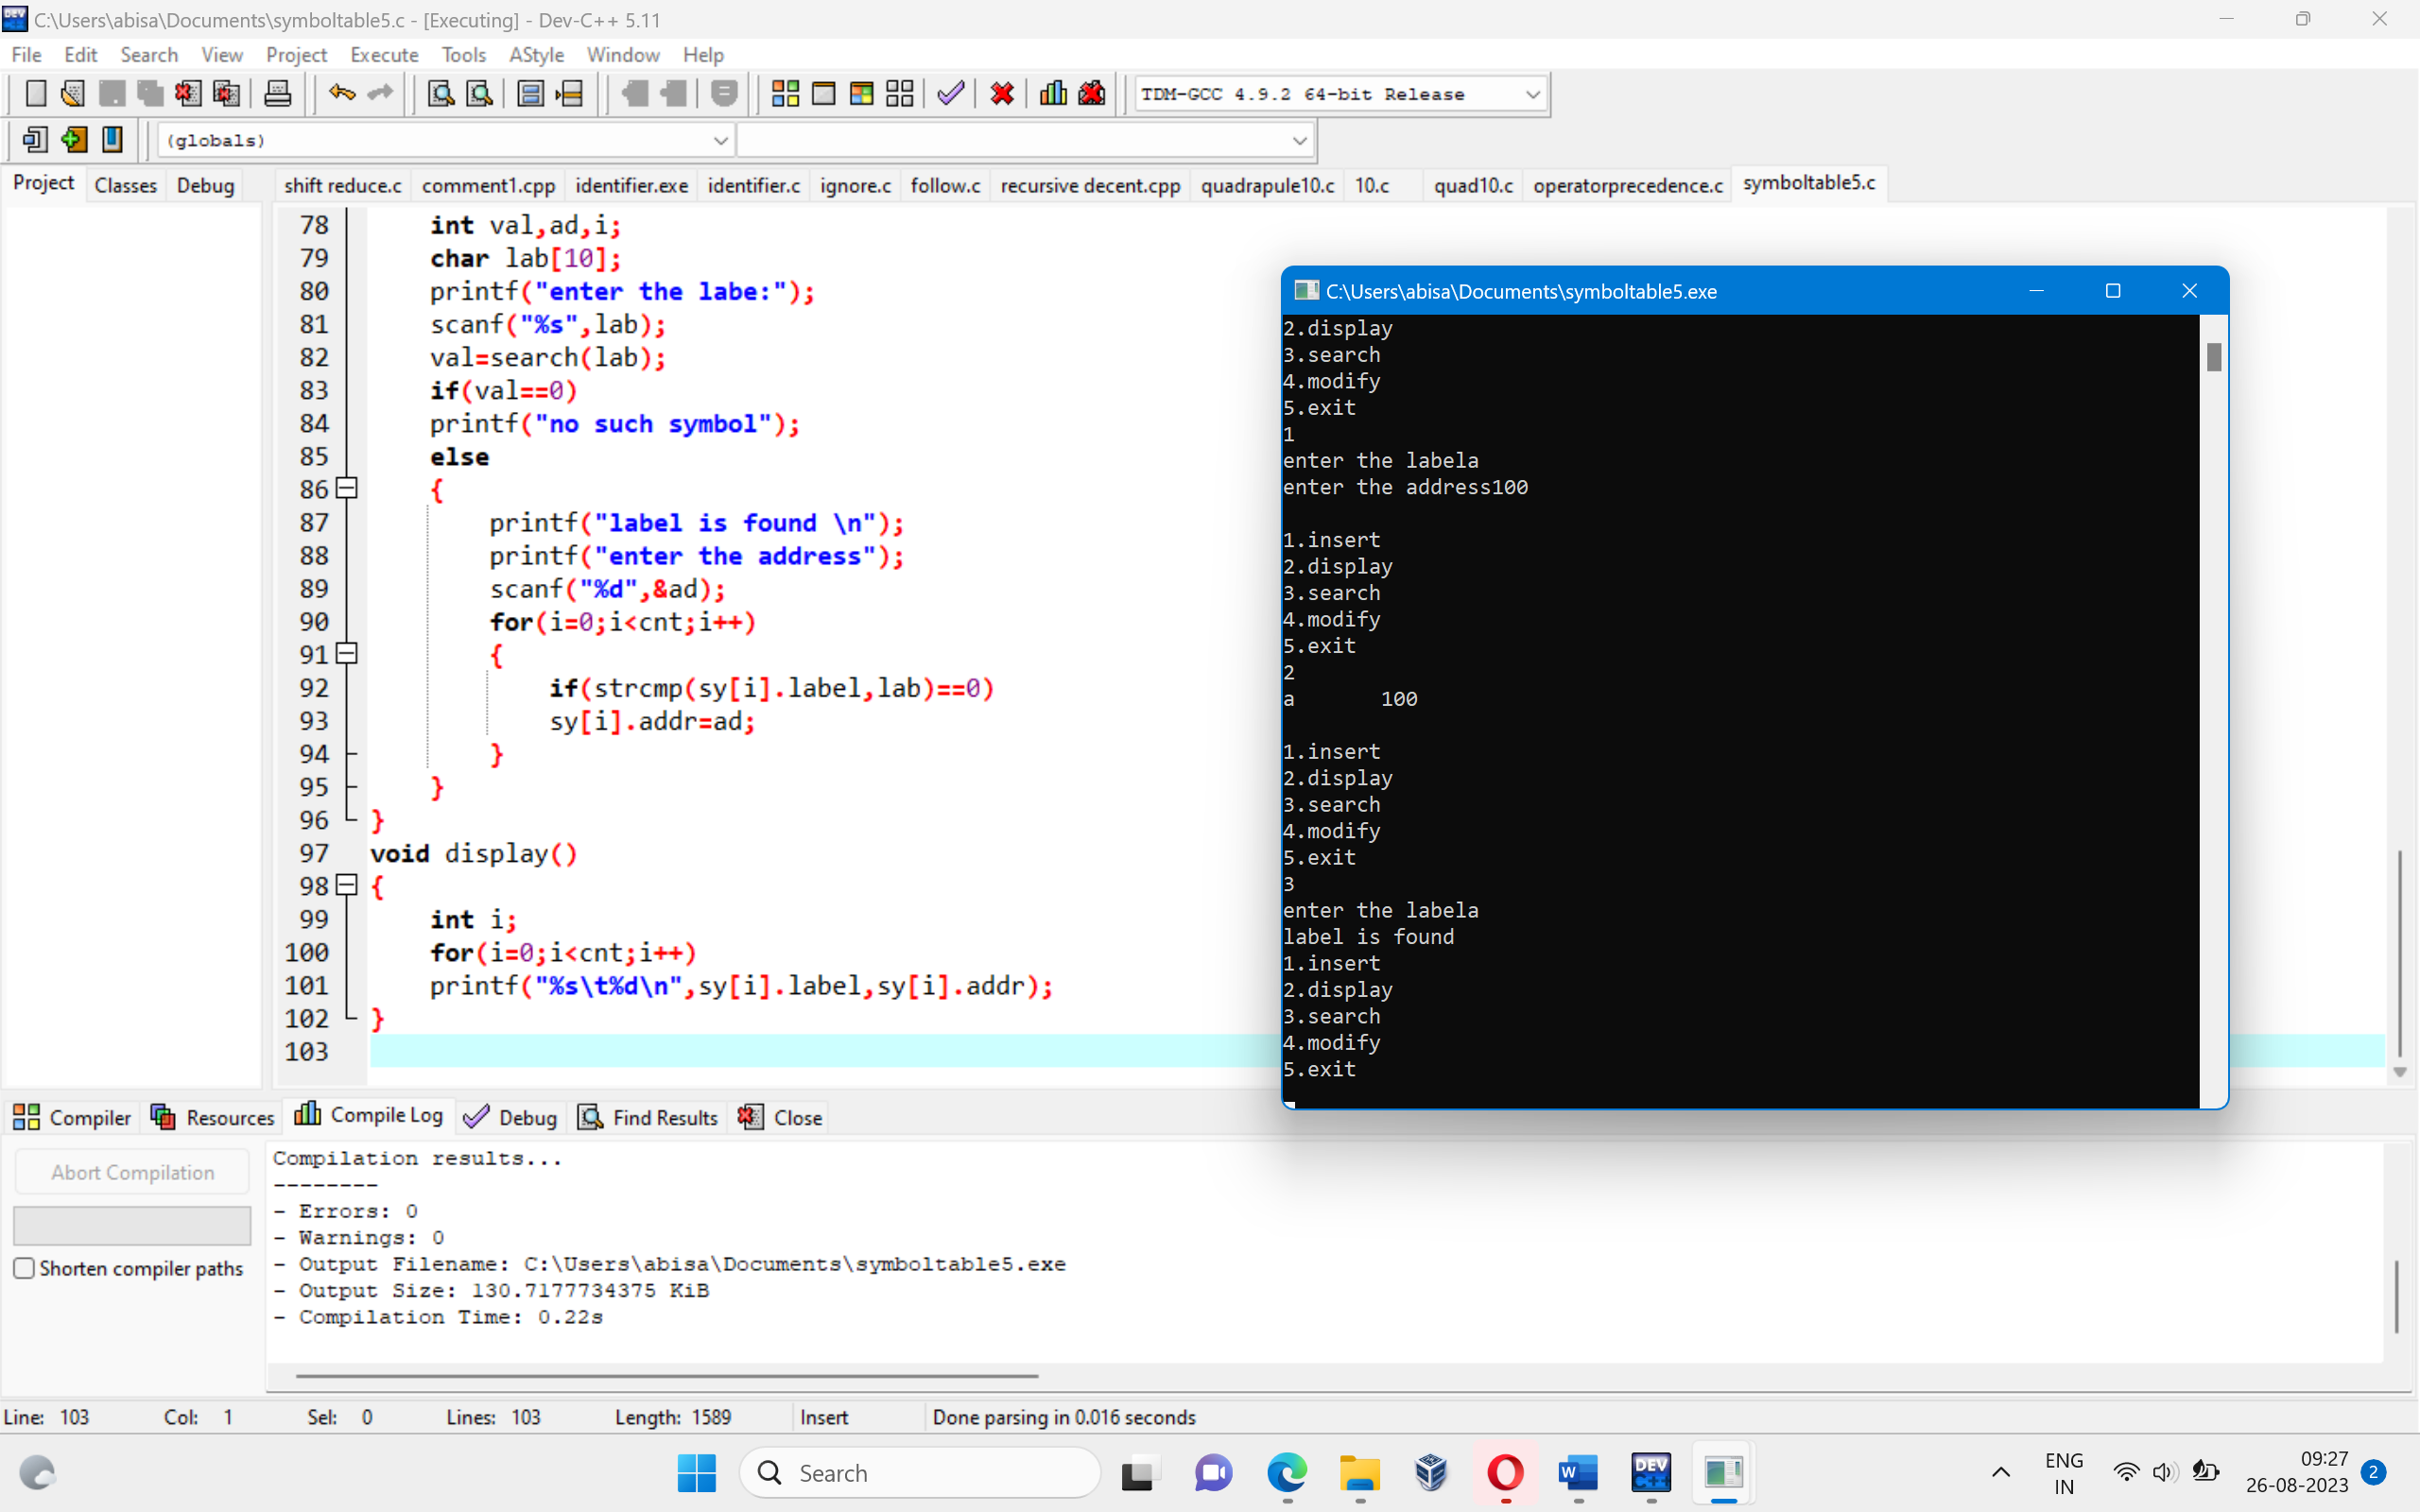 C:\Users\abisa\Documents\symboltable5.c - [Executing] - Dev-C++ 5.11
File Edit Search View Project Execute Tools AStyle Window Help
TDM-GCC 4.9.2 64-bit Release
(globals)
Project Classes Debug
shift reduce.c comment1.cpp identifier.exe identifier.c ignore.c follow.c recursive decent.cpp quadrapule10.c 10.c quad10.c operatorprecedence.c symboltable5.c
78 int val,ad,i;
79 char lab[10];
80 printf("enter the labe:");
81 scanf("%s",lab);
82 val=search(lab);
83 if(val==0)
84 printf("no such symbol");
85 else
86 {
87 printf("label is found \n");
88 printf("enter the address");
89 scanf("%d",&ad);
90 for(i=0;i<cnt;i++)
91 {
92 if(strcmp(sy[i].label,lab)==0)
93 sy[i].addr=ad;
94 }
95 }
96 }
97 void display()
98 {
99 int i;
100 for(i=0;i<cnt;i++)
101 printf("%s\t%d\n",sy[i].label,sy[i].addr);
102 }
103
C:\Users\abisa\Documents\symboltable5.exe
2.display
3.search
4.modify
5.exit
1
enter the labela
enter the address100
1.insert
2.display
3.search
4.modify
5.exit
2
a 100
1.insert
2.display
3.search
4.modify
5.exit
3
enter the labela
label is found
1.insert
2.display
3.search
4.modify
5.exit
Compiler Resources Compile Log Debug Find Results Close
Abort Compilation
Shorten compiler paths
Compilation results...
--------
- Errors: 0
- Warnings: 0
- Output Filename: C:\Users\abisa\Documents\symboltable5.exe
- Output Size: 130.7177734375 KiB
- Compilation Time: 0.22s
Line: 103 Col: 1 Sel: 0 Lines: 103 Length: 1589 Insert Done parsing in 0.016 seconds
Search
W
DEV C++
ENG
IN
09:27
26-08-2023
2